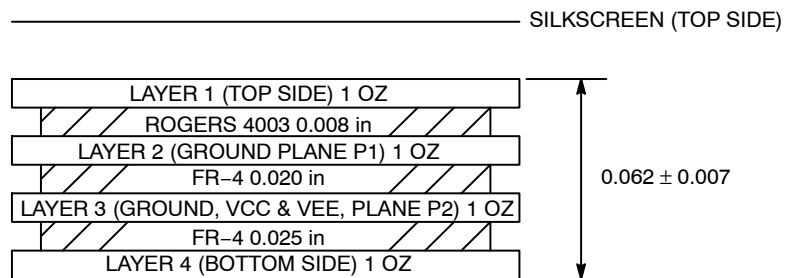 SILKSCREEN (TOP SIDE)
LAYER 1 (TOP SIDE) 1 OZ
ROGERS 4003 0.008 in
LAYER 2 (GROUND PLANE P1) 1 OZ
FR−4 0.020 in
0.062 ± 0.007
LAYER 3 (GROUND, VCC & VEE, PLANE P2) 1 OZ
FR−4 0.025 in
LAYER 4 (BOTTOM SIDE) 1 OZ